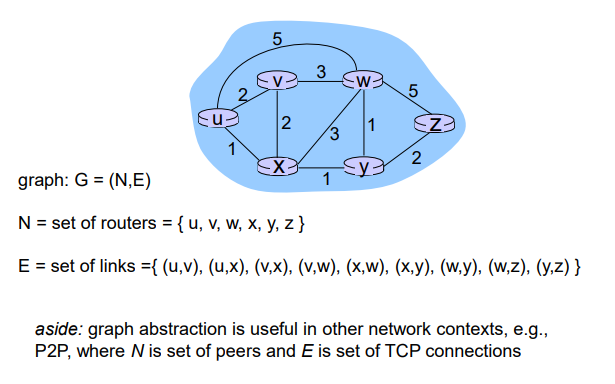 5
v
3
w
2
5
u
2
3
1
z
1
x
1
y
2
graph: G = (N,E)
N = set of routers = { u, v, w, x, y, z }
E = set of links ={ (u,v), (u,x), (v,x), (v,w), (x,w), (x,y), (w,y), (w,z), (y,z) }
aside: graph abstraction is useful in other network contexts, e.g.,
P2P, where N is set of peers and E is set of TCP connections